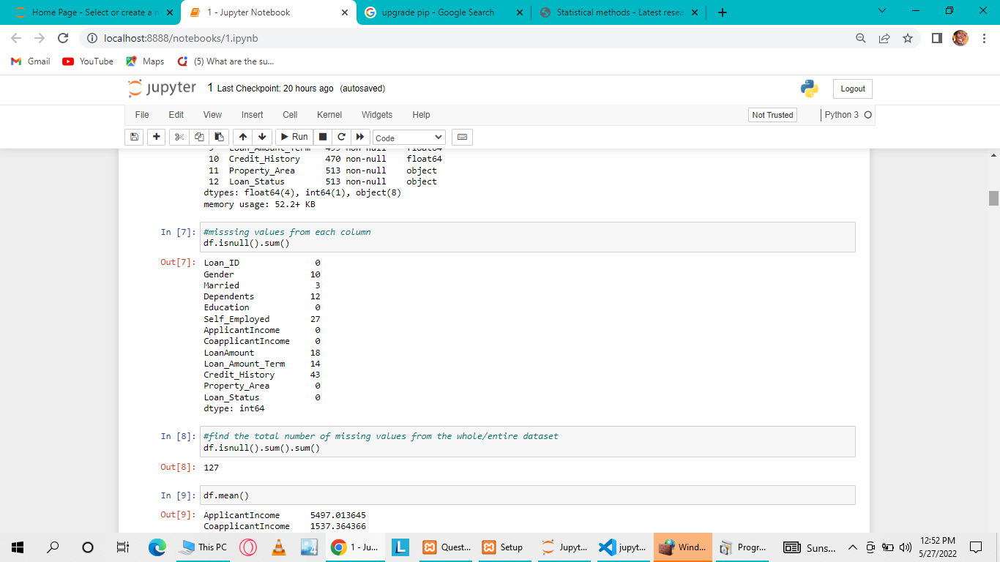 Home Page - Select or create a n
1 - Jupyter Notebook
upgrade pip - Google Search
Statistical methods - Latest resea
localhost:8888/notebooks/1.ipynb
Gmail YouTube Maps (5) What are the su...
jupyter 1 Last Checkpoint: 20 hours ago (autosaved) Logout
File Edit View Insert Cell Kernel Widgets Help Not Trusted Python 3
Run Code
9 Loan_Amount_Term 499 non-null float64
10 Credit_History 470 non-null float64
11 Property_Area 513 non-null object
12 Loan_Status 513 non-null object
dtypes: float64(4), int64(1), object(8)
memory usage: 52.2+ KB
In [7]: #misssing values from each column
df.isnull().sum()
Out[7]: Loan_ID 0
Gender 10
Married 3
Dependents 12
Education 0
Self_Employed 27
ApplicantIncome 0
CoapplicantIncome 0
LoanAmount 18
Loan_Amount_Term 14
Credit_History 43
Property_Area 0
Loan_Status 0
dtype: int64
In [8]: #find the total number of missing values from the whole/entire dataset
df.isnull().sum().sum()
Out[8]: 127
In [9]: df.mean()
Out[9]: ApplicantIncome 5497.013645
CoapplicantIncome 1537.364366
This PC 1 - Ju... L Quest... Setup Jupyt... jupyt... Wind... Progr... Suns... 12:52 PM
5/27/2022